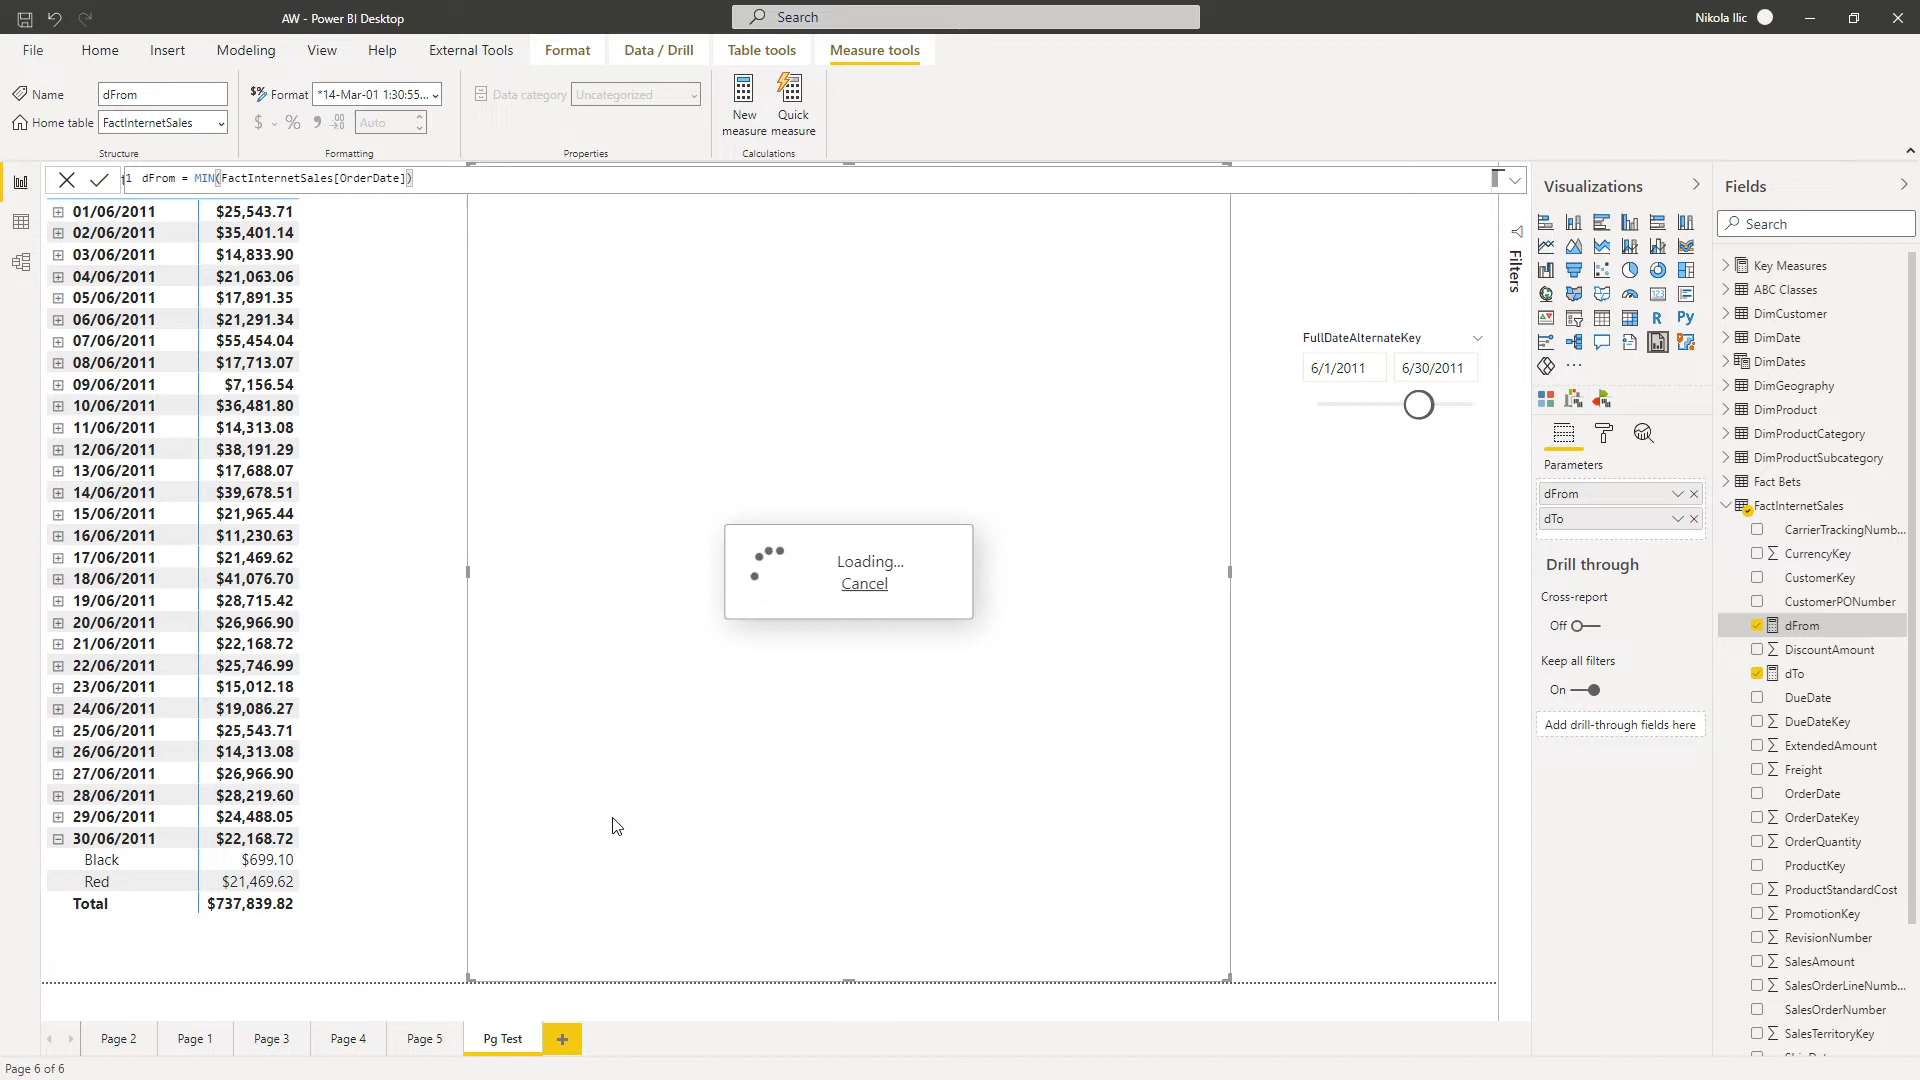 AW - Power BI Desktop
Search
Nikola Ilic
File
Home
Insert
Modeling
View
Help
External Tools
Format
Data / Drill
Table tools
Measure tools
Name
dFrom
Home table
FactInternetSales
Structure
Format
*14-Mar-01 1:30:55...
$
%
Auto
Formatting
Data category
Uncategorized
Properties
New measure
Quick measure
Calculations
1 dFrom = MIN(FactInternetSales[OrderDate])
01/06/2011 $25,543.71
02/06/2011 $35,401.14
03/06/2011 $14,833.90
04/06/2011 $21,063.06
05/06/2011 $17,891.35
06/06/2011 $21,291.34
07/06/2011 $55,454.04
08/06/2011 $17,713.07
09/06/2011 $7,156.54
10/06/2011 $36,481.80
11/06/2011 $14,313.08
12/06/2011 $38,191.29
13/06/2011 $17,688.07
14/06/2011 $39,678.51
15/06/2011 $21,965.44
16/06/2011 $11,230.63
17/06/2011 $21,469.62
18/06/2011 $41,076.70
19/06/2011 $28,715.42
20/06/2011 $26,966.90
21/06/2011 $22,168.72
22/06/2011 $25,746.99
23/06/2011 $15,012.18
24/06/2011 $19,086.27
25/06/2011 $25,543.71
26/06/2011 $14,313.08
27/06/2011 $26,966.90
28/06/2011 $28,219.60
29/06/2011 $24,488.05
30/06/2011 $22,168.72
Black $699.10
Red $21,469.62
Total $737,839.82
Loading...
Cancel
FullDateAlternateKey
6/1/2011
6/30/2011
Filters
Visualizations
R
Py
123
Parameters
dFrom
dTo
Drill through
Cross-report
Off
Keep all filters
On
Add drill-through fields here
Fields
Search
Key Measures
ABC Classes
DimCustomer
DimDate
DimDates
DimGeography
DimProduct
DimProductCategory
DimProductSubcategory
Fact Bets
FactInternetSales
CarrierTrackingNumb...
CurrencyKey
CustomerKey
CustomerPONumber
dFrom
DiscountAmount
dTo
DueDate
DueDateKey
ExtendedAmount
Freight
OrderDate
OrderDateKey
OrderQuantity
ProductKey
ProductStandardCost
PromotionKey
RevisionNumber
SalesAmount
SalesOrderLineNumb...
SalesOrderNumber
SalesTerritoryKey
Page 2
Page 1
Page 3
Page 4
Page 5
Pg Test
Page 6 of 6